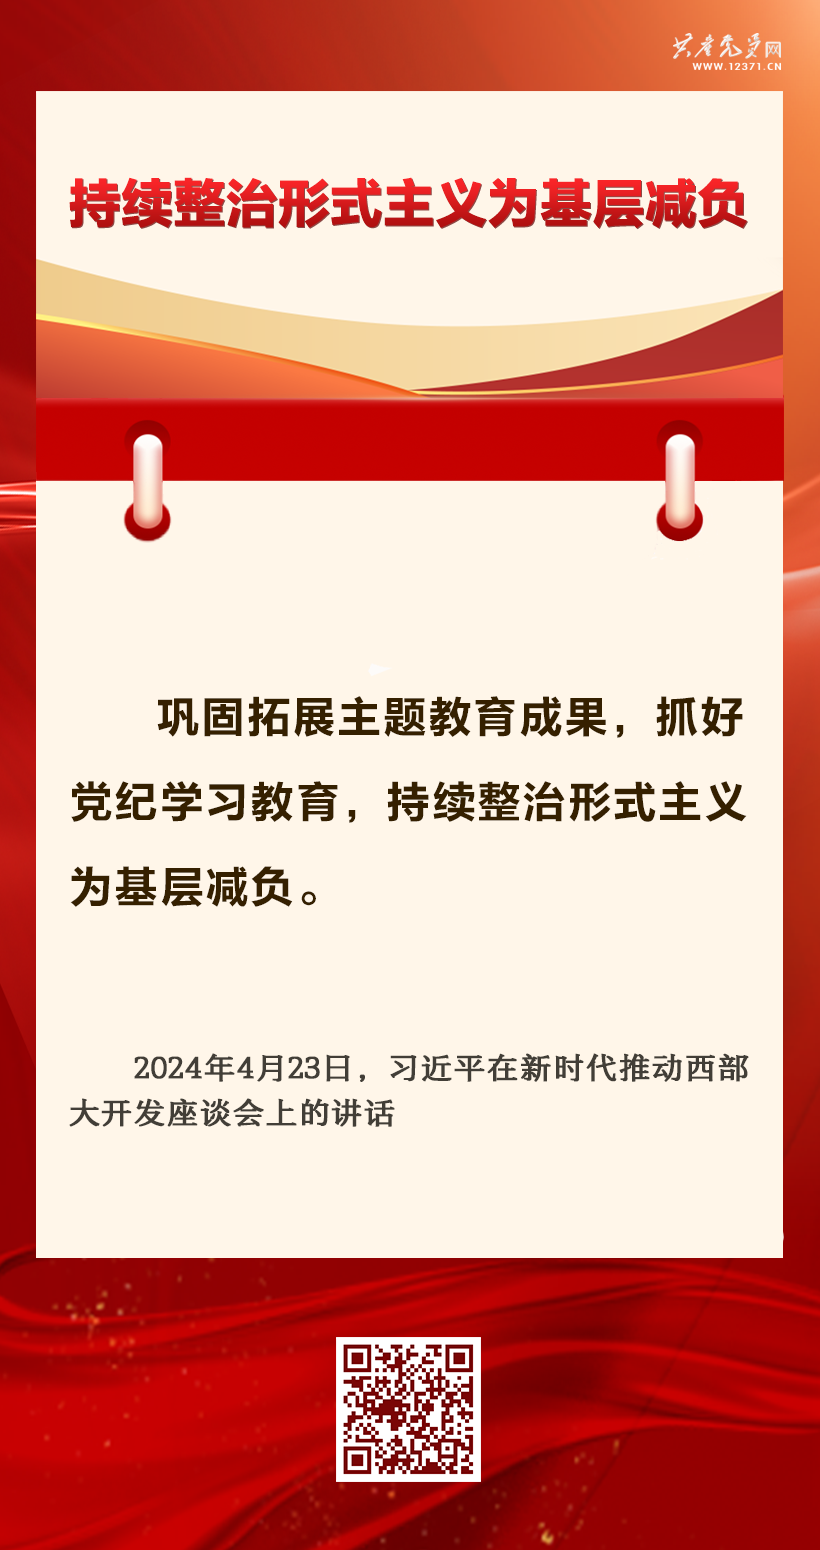 共产党员网
WWW.12371.CN
持续整治形式主义为基层减负
巩固拓展主题教育成果，抓好
党纪学习教育，持续整治形式主义
为基层减负。
2024年4月23日，习近平在新时代推动西部
大开发座谈会上的讲话